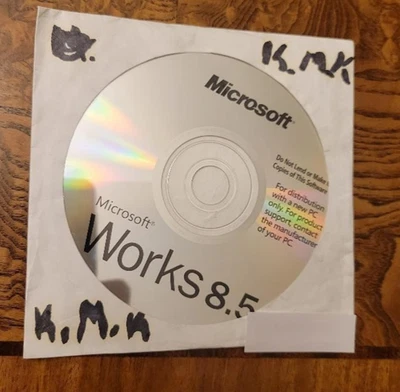 K.M.K
Microsoft
Do Not Lend or Make
Copies of This Software
For distribution
with a new PC
only. For product
support, contact
the manufacturer
of your PC.
Microsoft®
Works 8.5
K.M.K